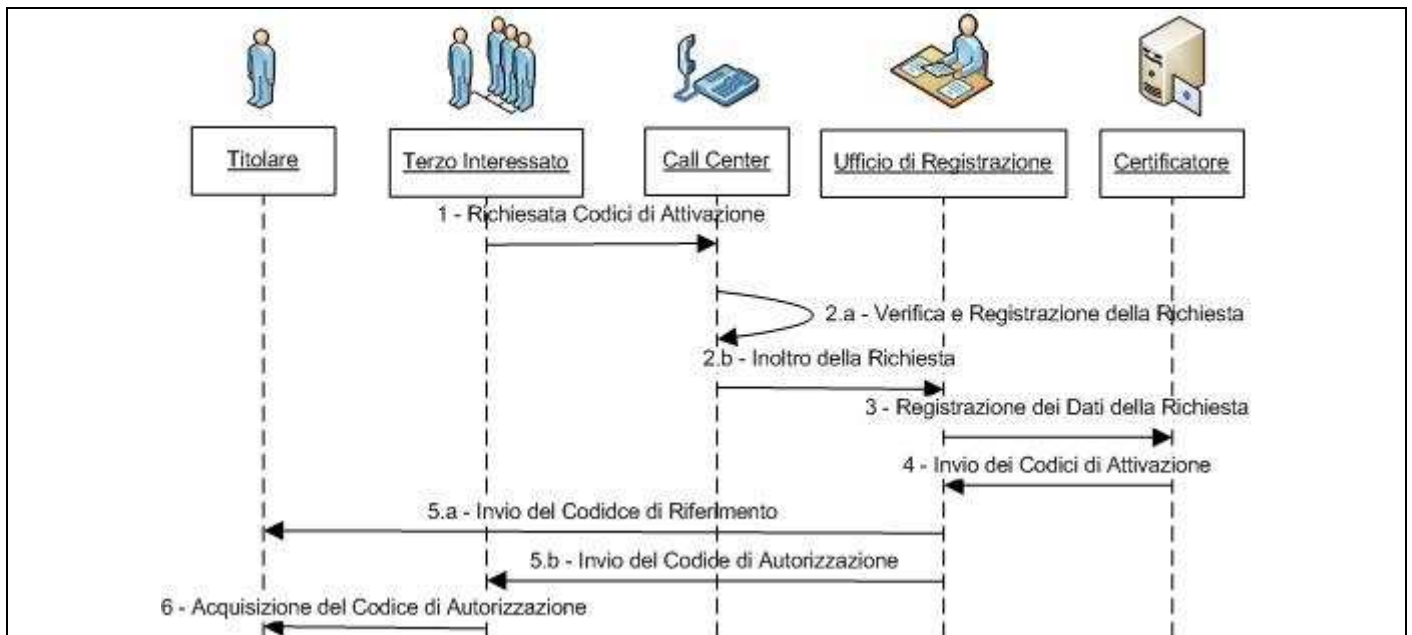 Titolare
Terzo Interessato
Call Center
Ufficio di Registrazione
Certificatore
1 - Richiesata Codici di Attivazione
2.a - Verifica e Registrazione della Richiesta
2.b - Inoltro della Richiesta
3 - Registrazione dei Dati della Richiesta
4 - Invio dei Codici di Attivazione
5.a - Invio del Codidce di Riferimento
5.b - Invio del Codice di Autorizzazione
6 - Acquisizione del Codice di Autorizzazione